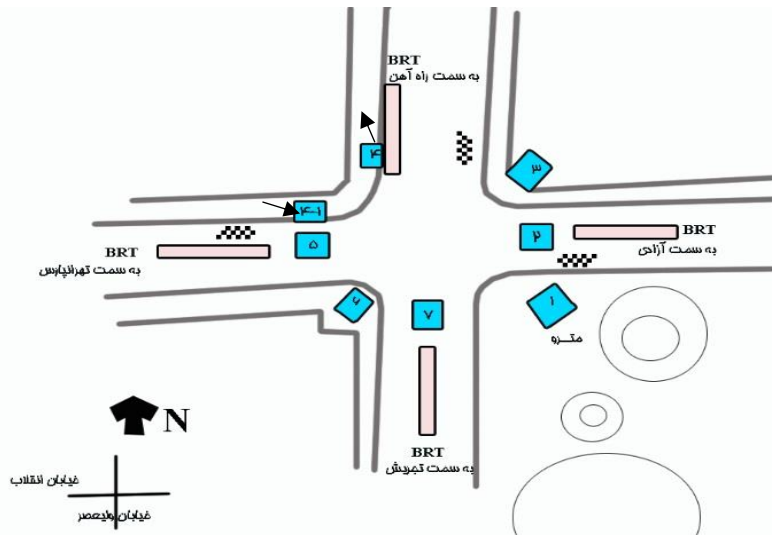 BRT
به سمت راه آهن
۴
۳
۴-۱
۵
۲
BRT
به سمت آزادی
BRT
به سمت تهرانپارس
۶
۷
۱
مترو
N
BRT
به سمت تجریش
خیابان انقلاب
خیابان ولیعصر